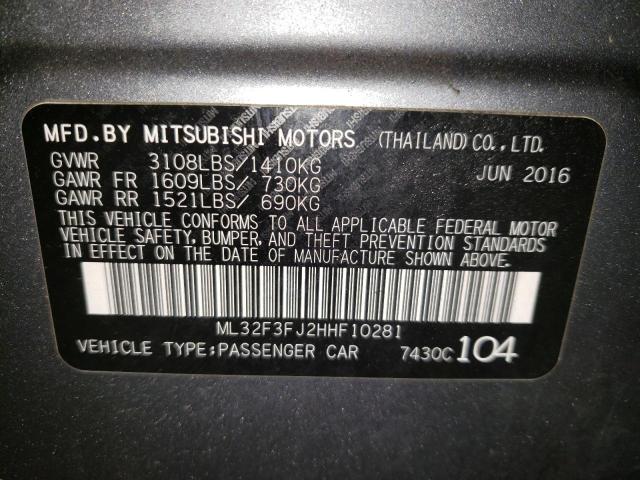 MFD.BY MITSUBISHI MOTORS (THAILAND)CO.,LTD.
GVWR 3108LBS/1410KG JUN 2016
GAWR FR 1609LBS/ 730KG
GAWR RR 1521LBS/ 690KG
THIS VEHICLE CONFORMS TO ALL APPLICABLE FEDERAL MOTOR
VEHICLE SAFETY, BUMPER, AND THEFT PREVENTION STANDARDS
IN EFFECT ON THE DATE OF MANUFACTURE SHOWN ABOVE.
ML32F3FJ2HHF10281
VEHICLE TYPE:PASSENGER CAR 7430C 104